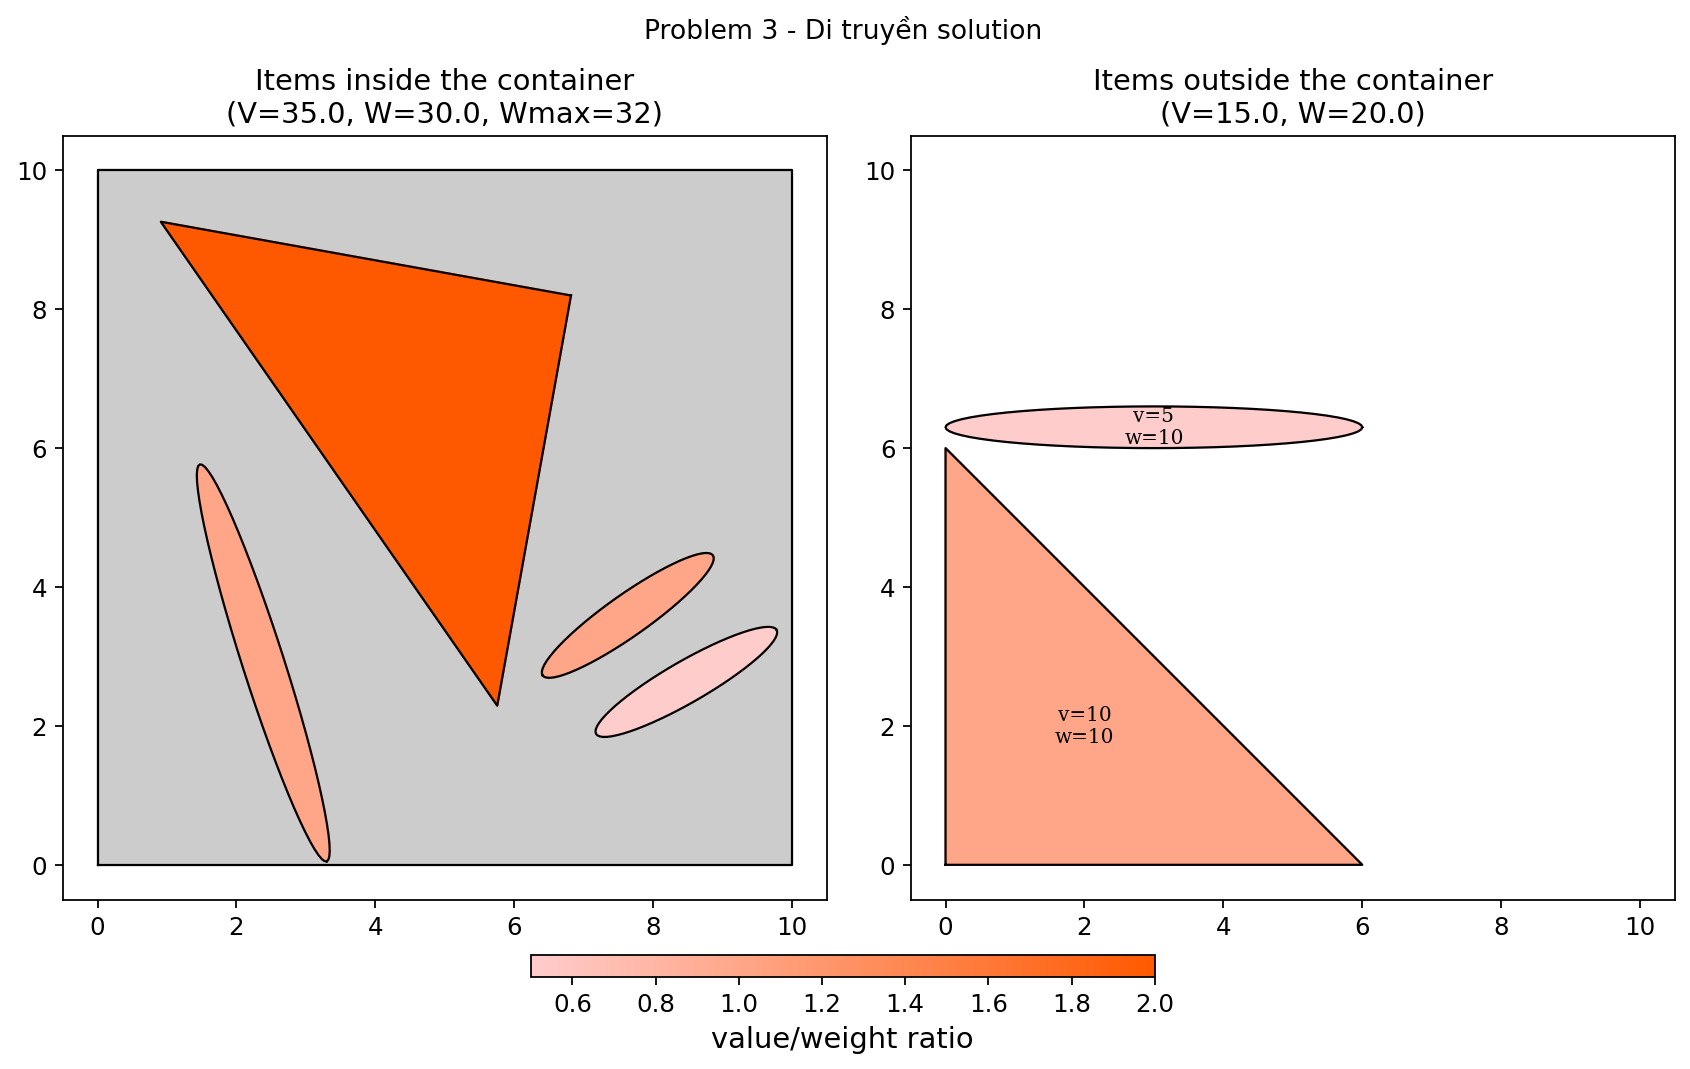 Problem 3 - Di truyền solution
Items inside the container
(V=35.0, W=30.0, Wmax=32)
10
8
6
4
2
0
0 2 4 6 8 10
Items outside the container
(V=15.0, W=20.0)
10
8
6
4
2
0
v=5
w=10
v=10
w=10
0 2 4 6 8 10
0.6 0.8 1.0 1.2 1.4 1.6 1.8 2.0
value/weight ratio